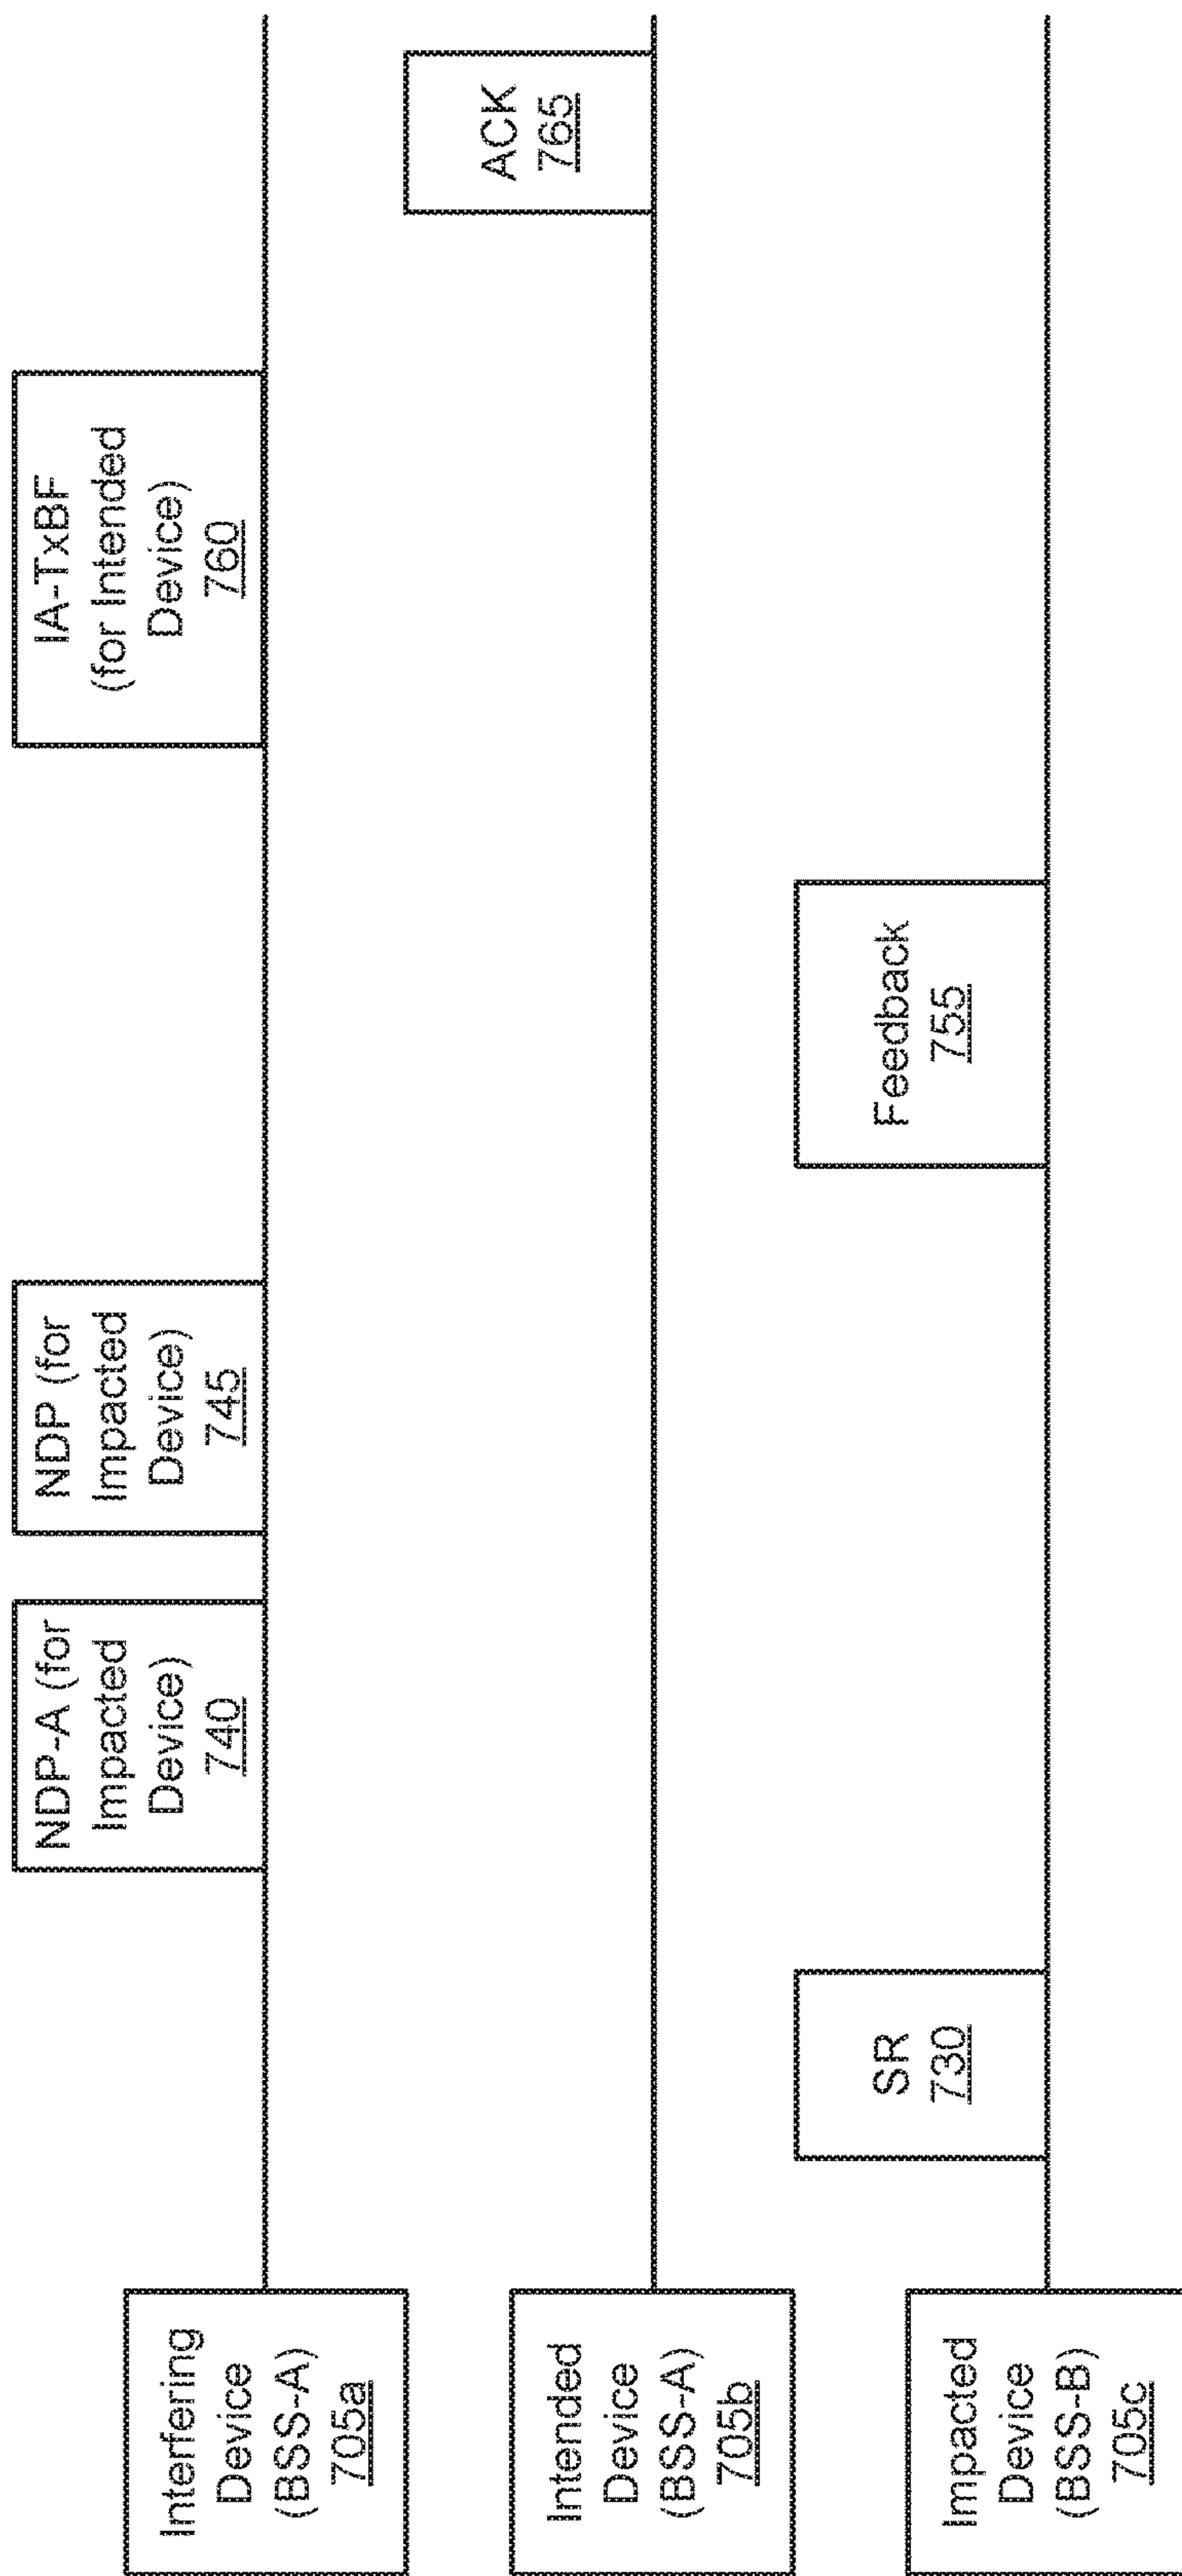 Interfering
Device
(BSS-A)
705a
NDP-A (for
Impacted
Device)
740
NDP (for
Impacted
Device)
745
IA-TxBF
(for Intended
Device)
760
Intended
Device
(BSS-A)
705b
ACK
765
Impacted
Device
(BSS-B)
705c
SR
730
Feedback
755